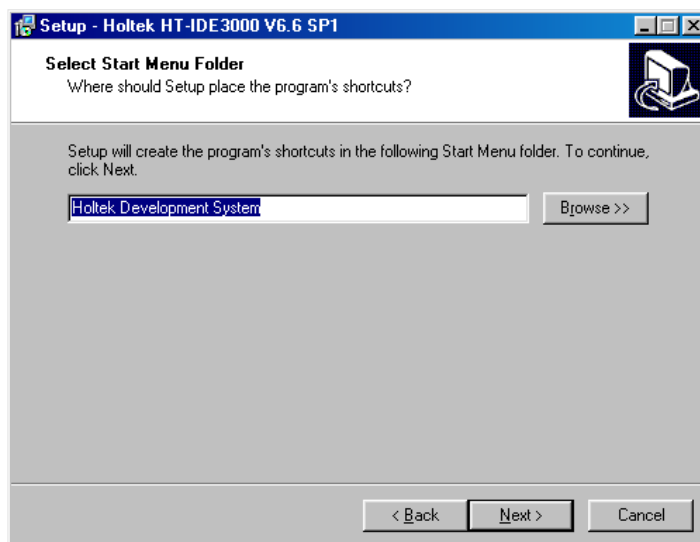 Setup - Holtek HT-IDE3000 V6.6 SP1
Select Start Menu Folder
Where should Setup place the program's shortcuts?
Setup will create the program's shortcuts in the following Start Menu folder. To continue,
click Next.
Holtek Development System
Browse >>
< Back
Next >
Cancel